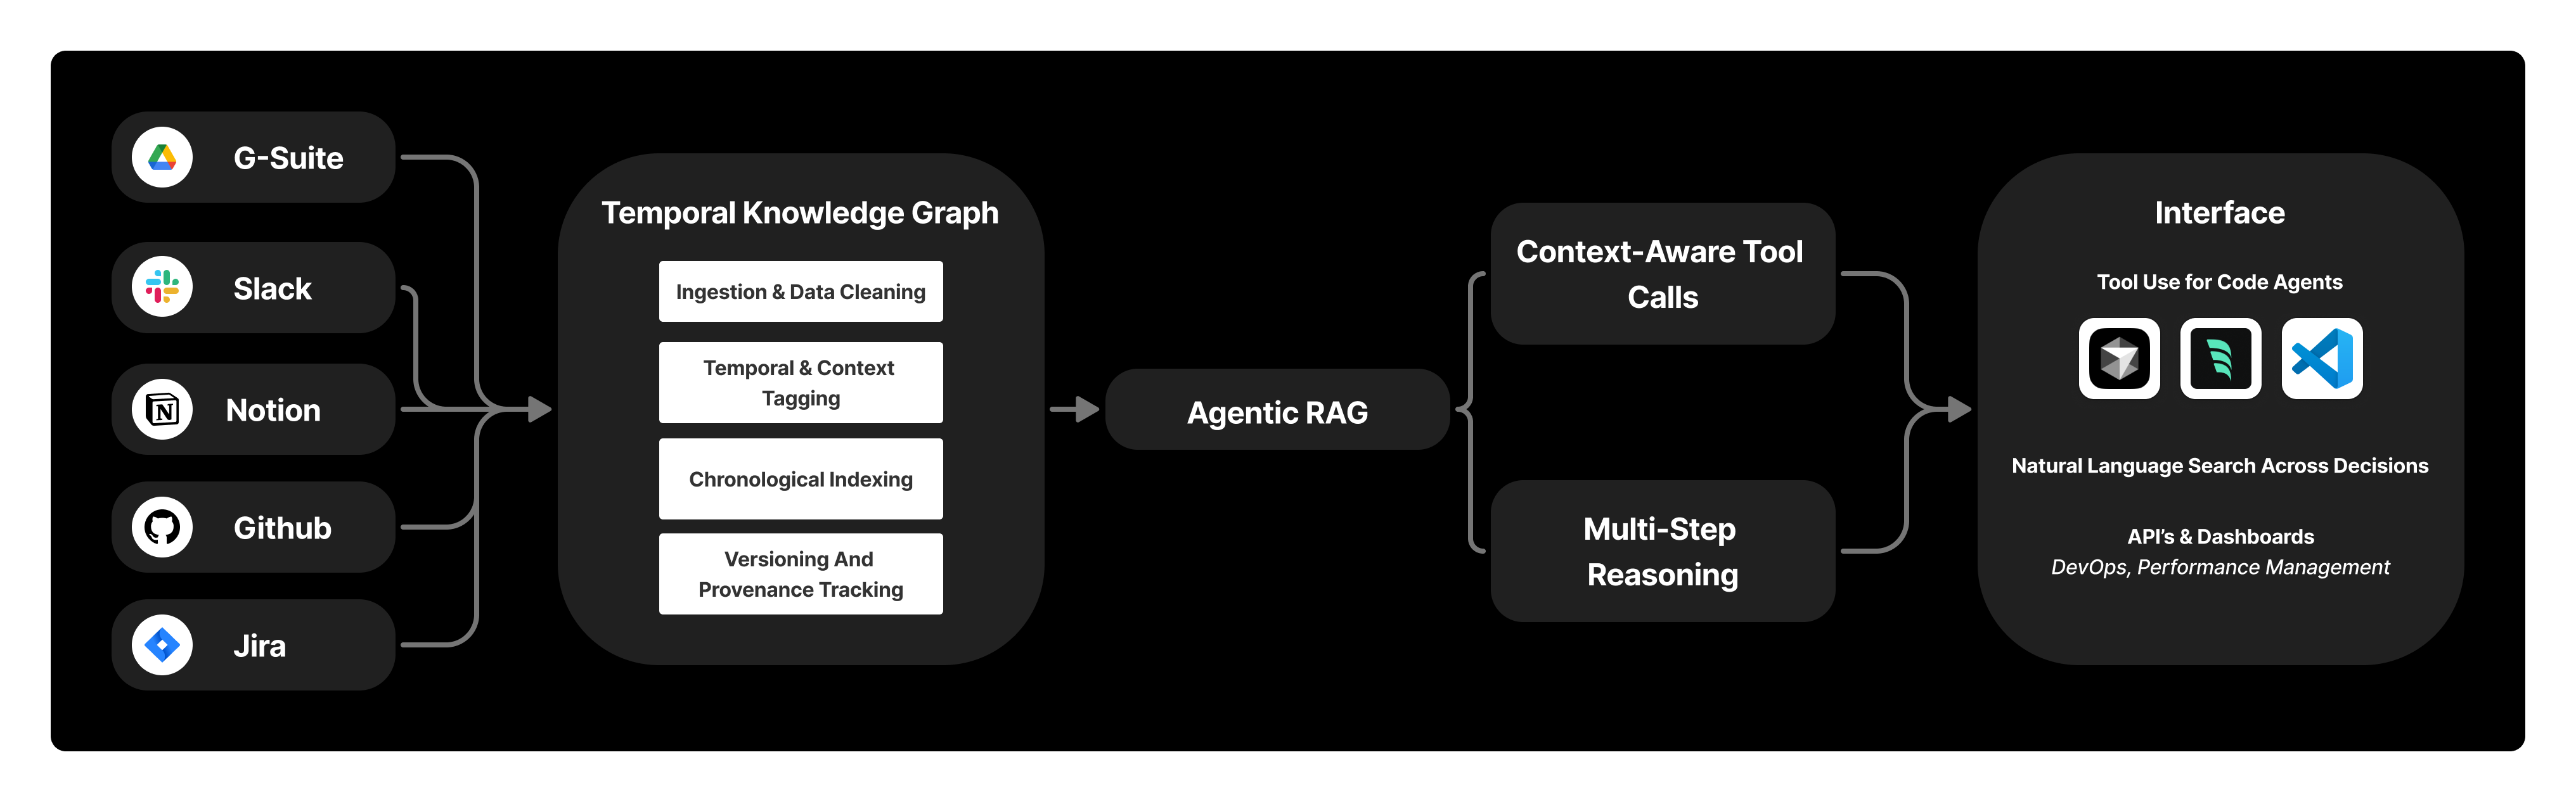 G-Suite
Slack
Notion
Github
Jira
Temporal Knowledge Graph
Ingestion & Data Cleaning
Temporal & Context
Tagging
Chronological Indexing
Versioning And
Provenance Tracking
Agentic RAG
Context-Aware Tool
Calls
Multi-Step
Reasoning
Interface
Tool Use for Code Agents
Natural Language Search Across Decisions
API's & Dashboards
DevOps, Performance Management